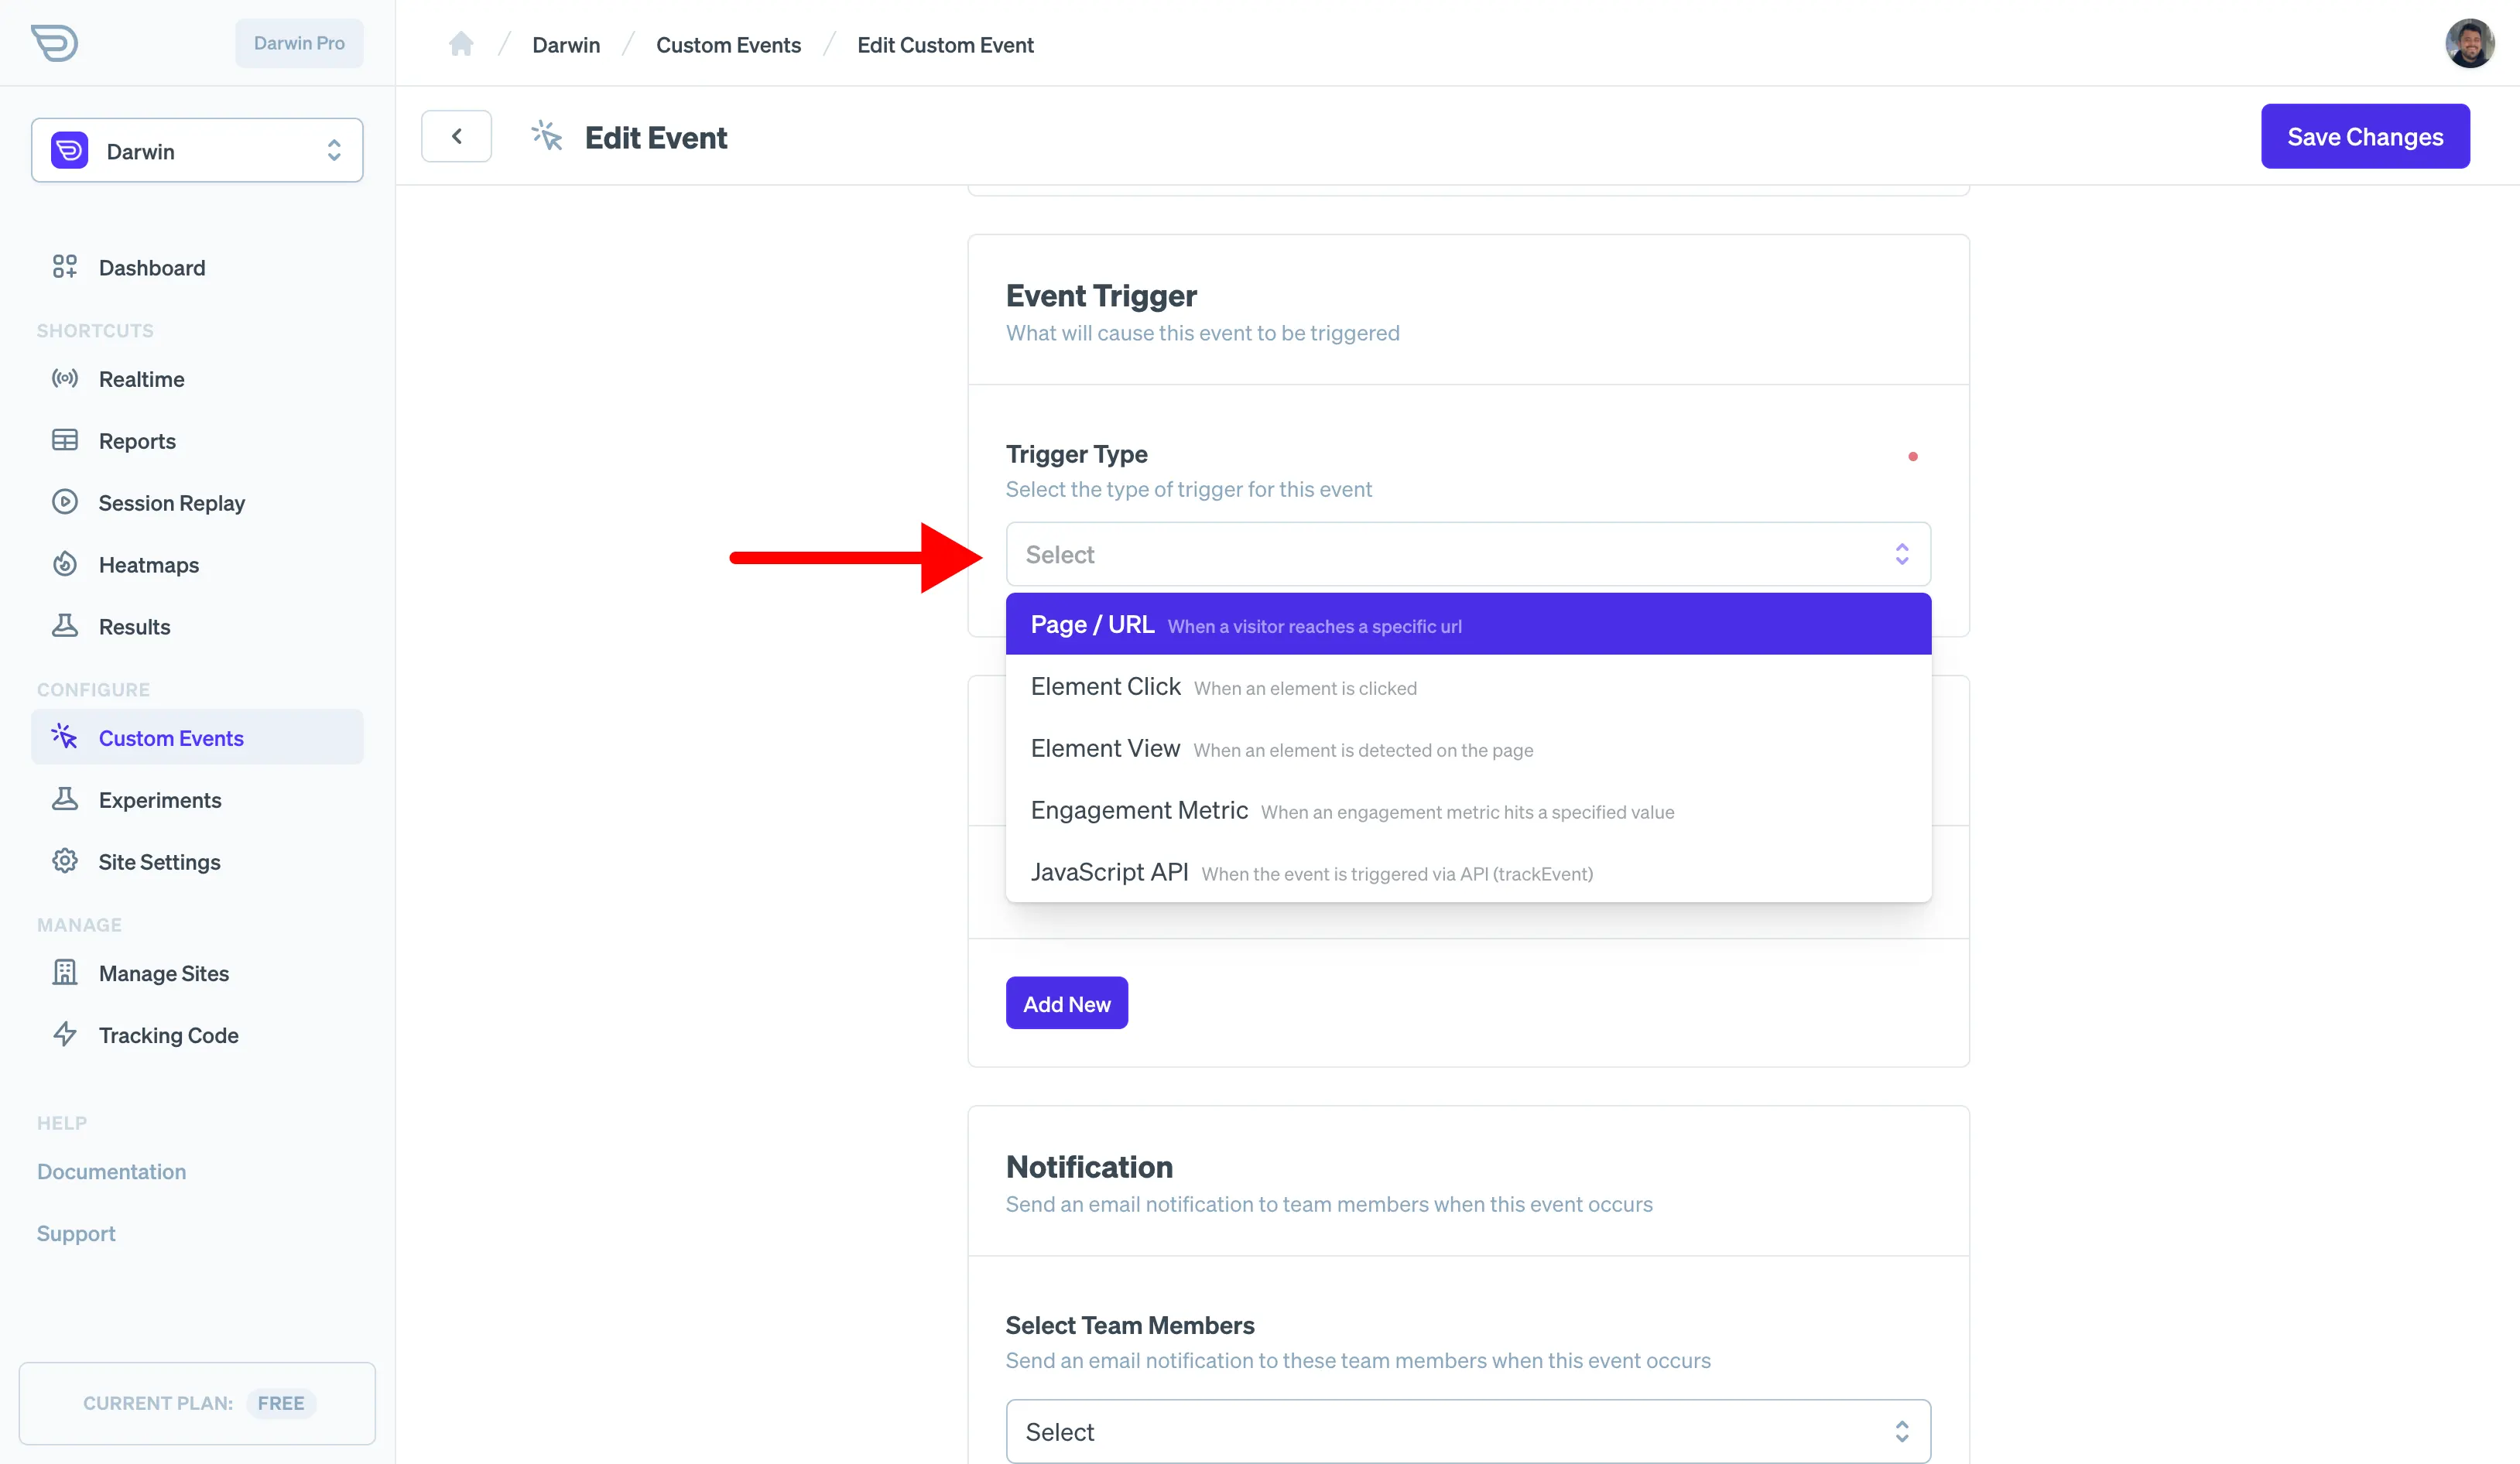 Darwin Pro
Darwin
Custom Events
Edit Custom Event
Edit Event
Save Changes
Darwin
Dashboard
SHORTCUTS
Realtime
Reports
Session Replay
Heatmaps
Results
CONFIGURE
Custom Events
Experiments
Site Settings
MANAGE
Manage Sites
Tracking Code
HELP
Documentation
Support
CURRENT PLAN: FREE
Event Trigger
What will cause this event to be triggered
Trigger Type
Select the type of trigger for this event
Select
Page / URL When a visitor reaches a specific url
Element Click When an element is clicked
Element View When an element is detected on the page
Engagement Metric When an engagement metric hits a specified value
JavaScript API When the event is triggered via API (trackEvent)
Add New
Notification
Send an email notification to team members when this event occurs
Select Team Members
Send an email notification to these team members when this event occurs
Select